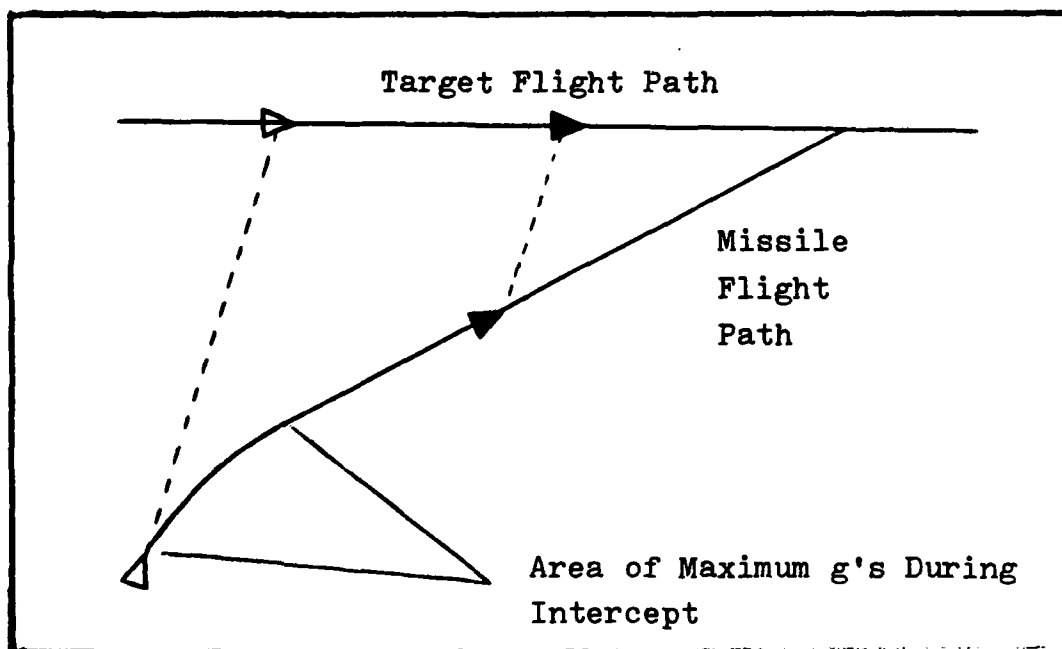 Target Flight Path
Missile
Flight
Path
Area of Maximum g's During
Intercept